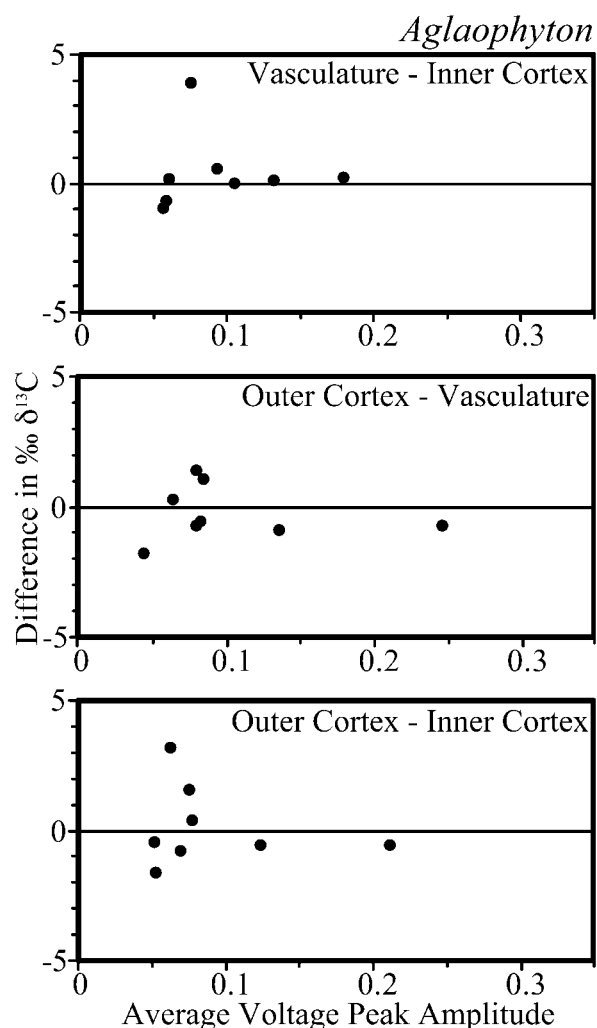 Aglaophyton
5
Vasculature - Inner Cortex
0
-5
0 0.1 0.2 0.3
5
Outer Cortex - Vasculature
0
-5
0 0.1 0.2 0.3
Difference in ‰ δ¹³C
5
Outer Cortex - Inner Cortex
0
-5
0 0.1 0.2 0.3
Average Voltage Peak Amplitude